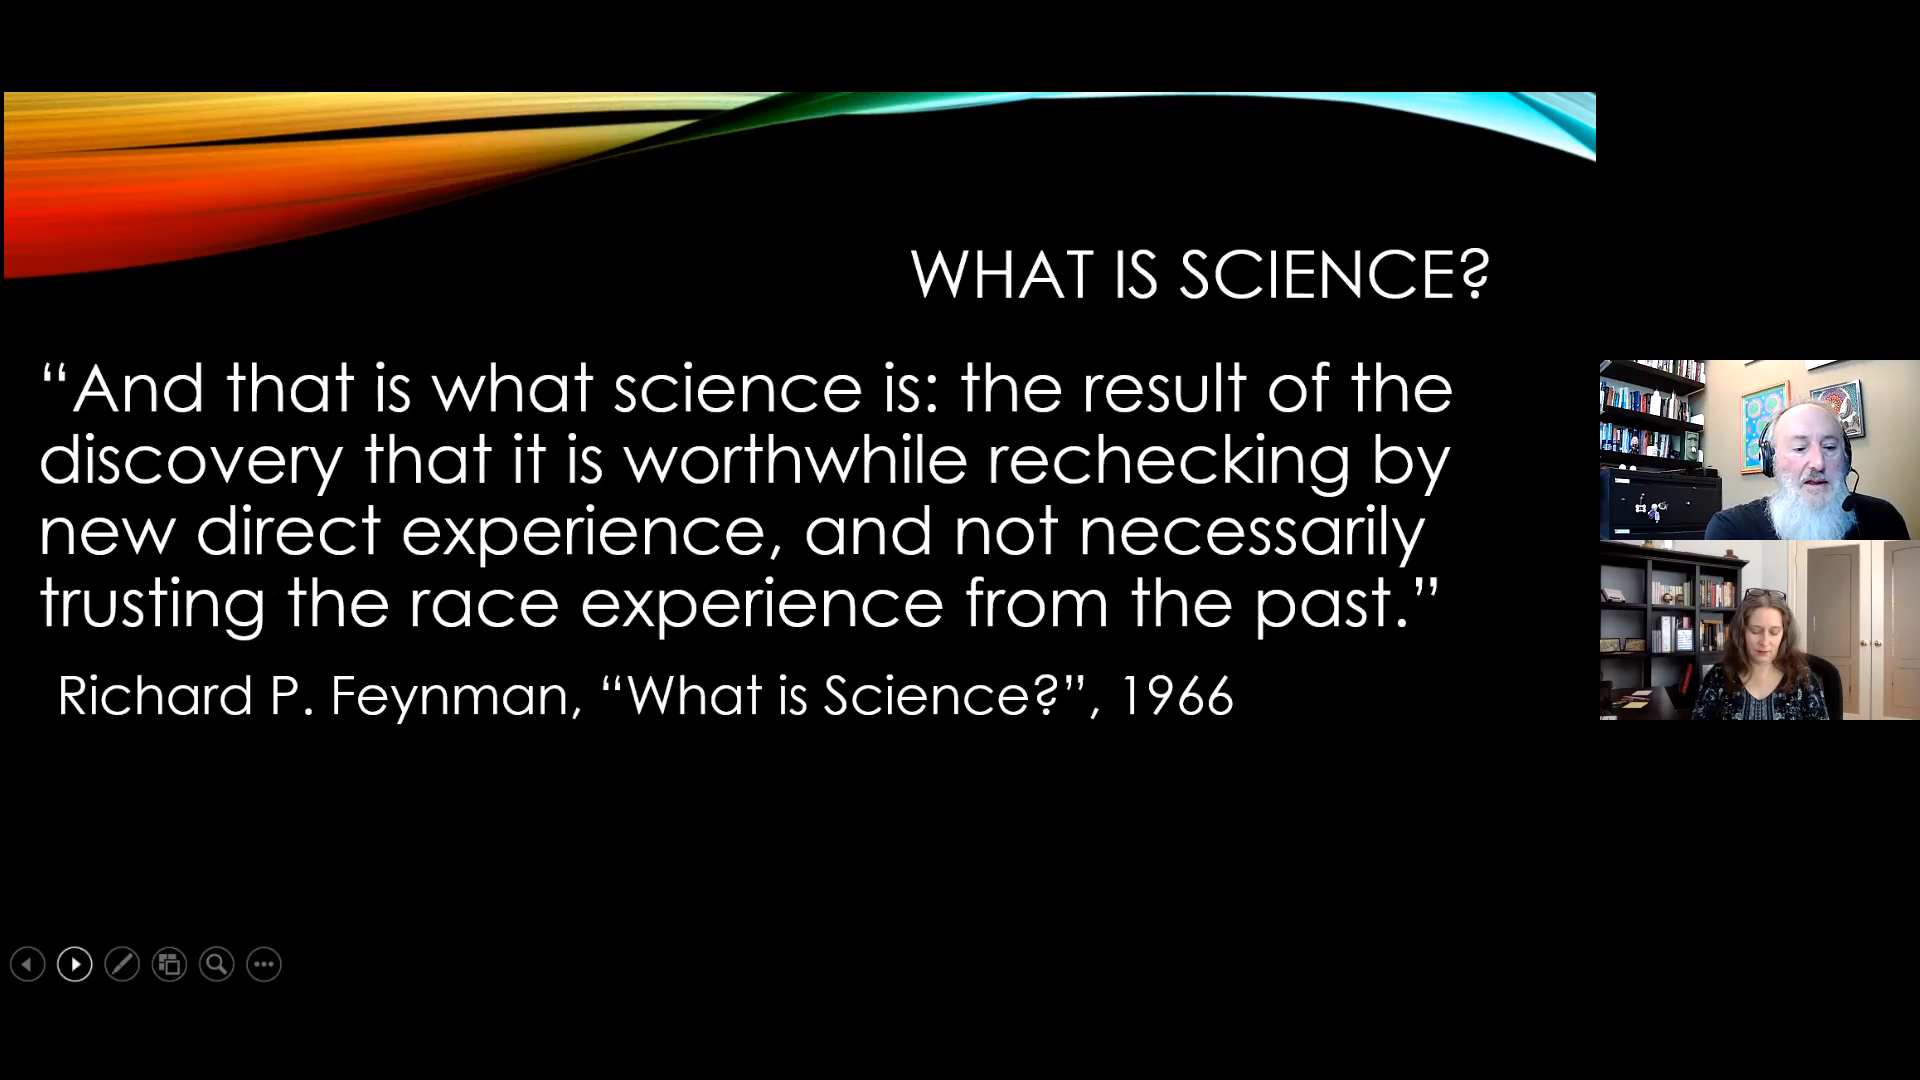 WHAT IS SCIENCE?
“And that is what science is: the result of the
discovery that it is worthwhile rechecking by
new direct experience, and not necessarily
trusting the race experience from the past.”
Richard P. Feynman, “What is Science?”, 1966